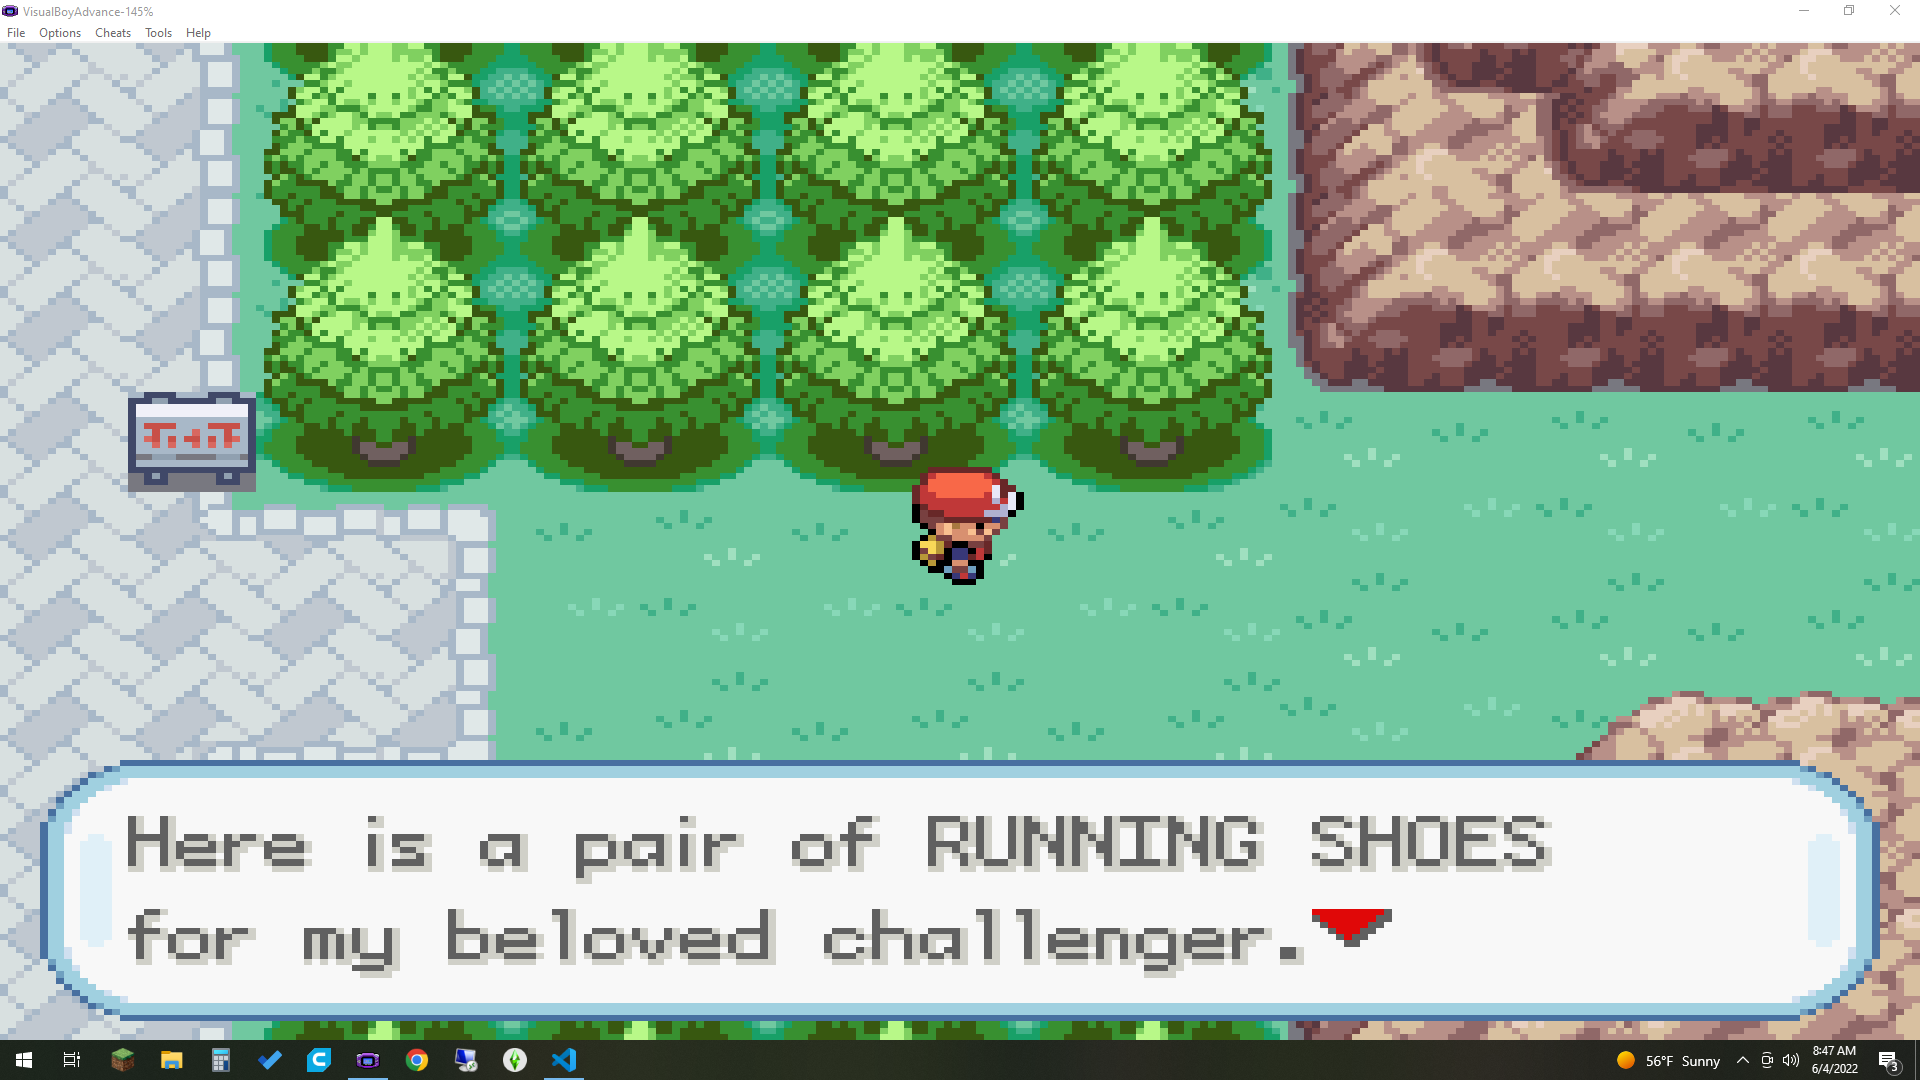 VisualBoyAdvance-145%
File Options Cheats Tools Help
Here is a pair of RUNNING SHOES
for my beloved challenger.
56°F Sunny
8:47 AM
6/4/2022
3